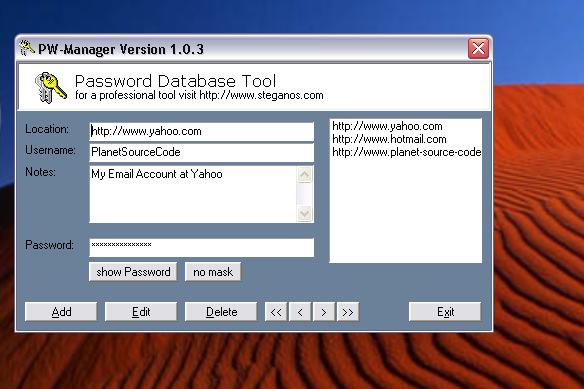 PW-Manager Version 1.0.3
Password Database Tool
for a professional tool visit http://www.steganos.com
Location:
http://www.yahoo.com
Username:
PlanetSourceCode
Notes:
My Email Account at Yahoo
Password:
***************
show Password
no mask
http://www.yahoo.com
http://www.hotmail.com
http://www.planet-source-code
Add
Edit
Delete
<<
<
>
>>
Exit